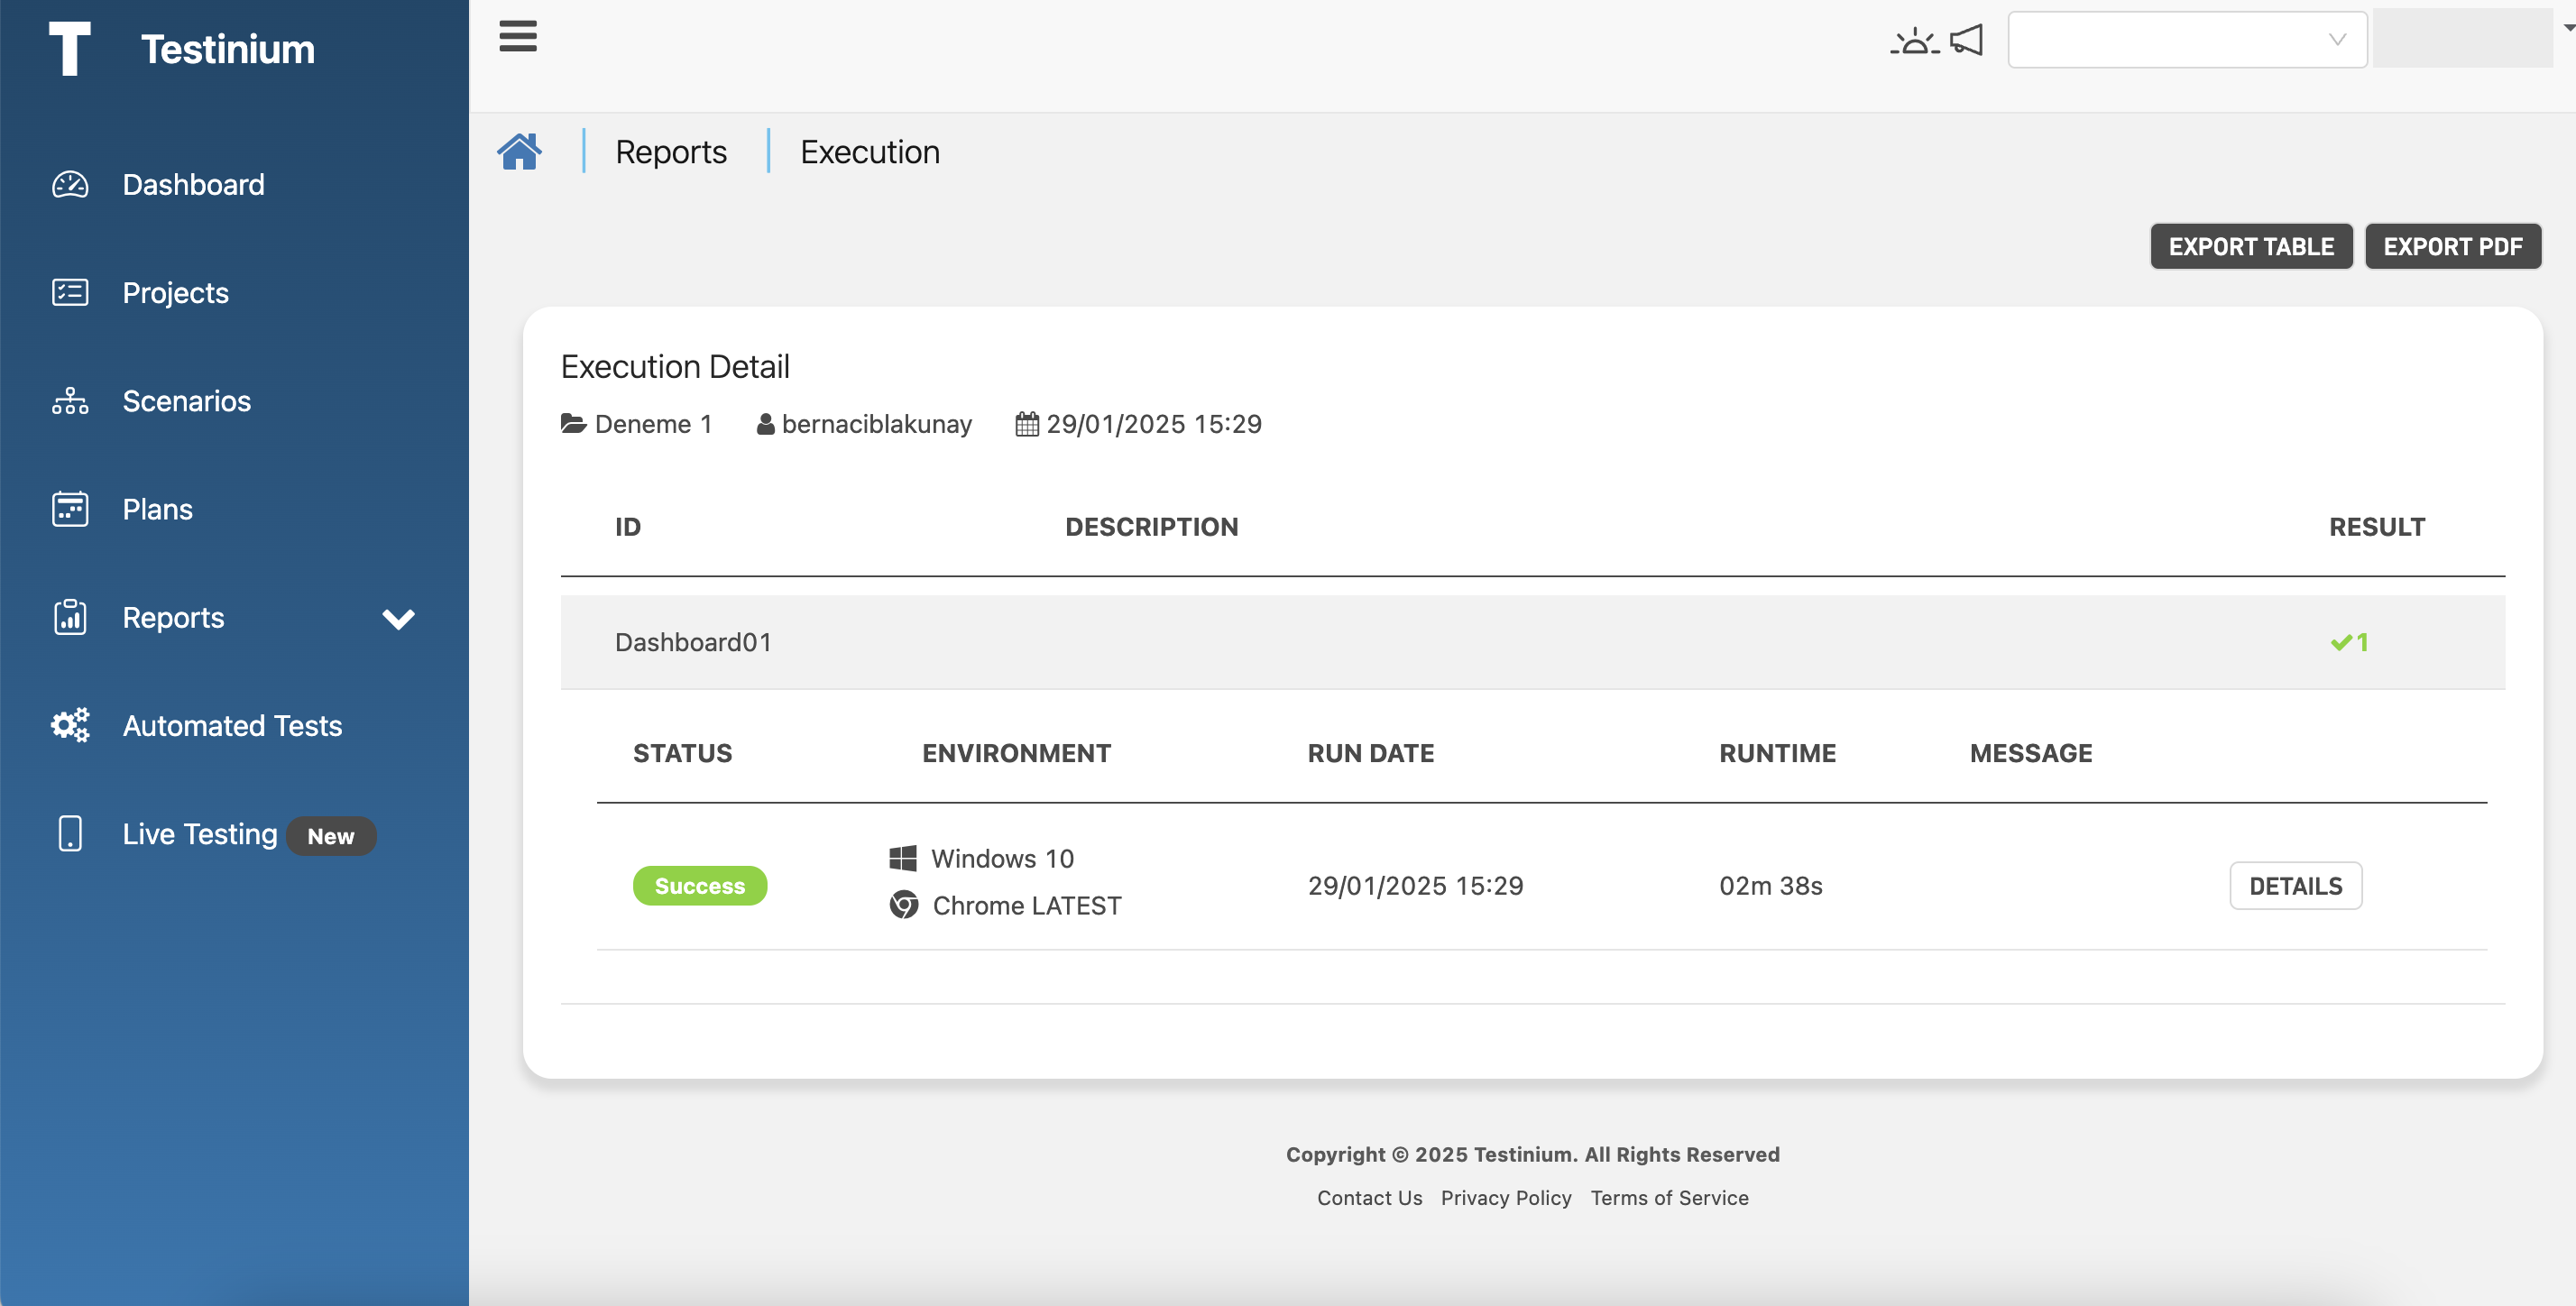 Testinium
Dashboard
Projects
Scenarios
Plans
Reports
Automated Tests
Live Testing New
Reports Execution
EXPORT TABLE EXPORT PDF
Execution Detail
Deneme 1 bernaciblakunay 29/01/2025 15:29
ID DESCRIPTION RESULT
Dashboard01 1
STATUS ENVIRONMENT RUN DATE RUNTIME MESSAGE
Success Windows 10 29/01/2025 15:29 02m 38s DETAILS
Chrome LATEST
Copyright © 2025 Testinium. All Rights Reserved
Contact Us Privacy Policy Terms of Service